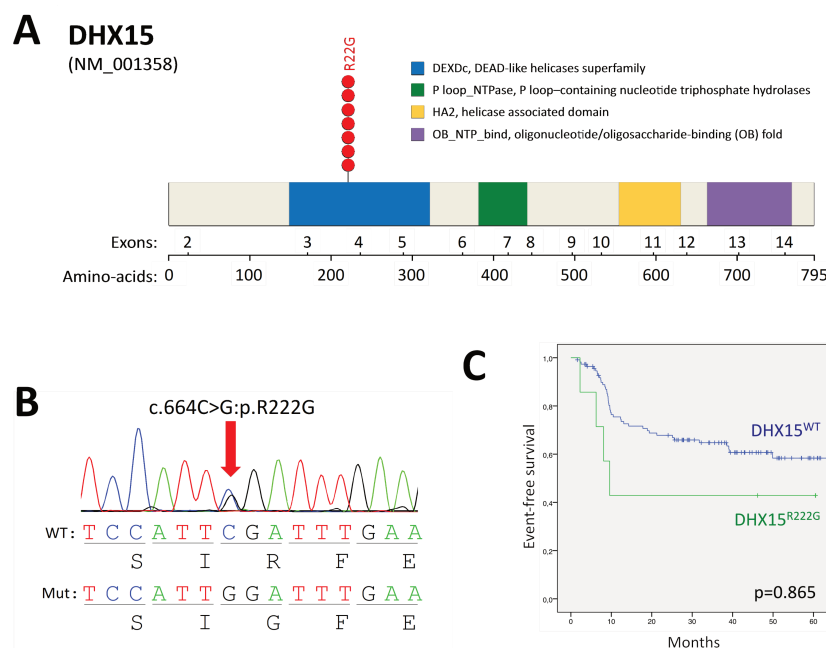 A DHX15
(NM_001358)
R22G
DEXDc, DEAD-like helicases superfamily
P loop_NTPase, P loop–containing nucleotide triphosphate hydrolases
HA2, helicase associated domain
OB_NTP_bind, oligonucleotide/oligosaccharide-binding (OB) fold
Exons: 2 3 4 5 6 7 8 9 10 11 12 13 14
Amino-acids: 0 100 200 300 400 500 600 700 795
B
c.664C>G:p.R222G
WT: TCCATTCGATTTGAA
S I R F E
Mut: TCCATTGGATTTGAA
S I G F E
C
Event-free survival
1,0
0,8
0,6
0,4
0,2
0,0
DHX15WT
DHX15R222G
p=0.865
0 10 20 30 40 50 60
Months